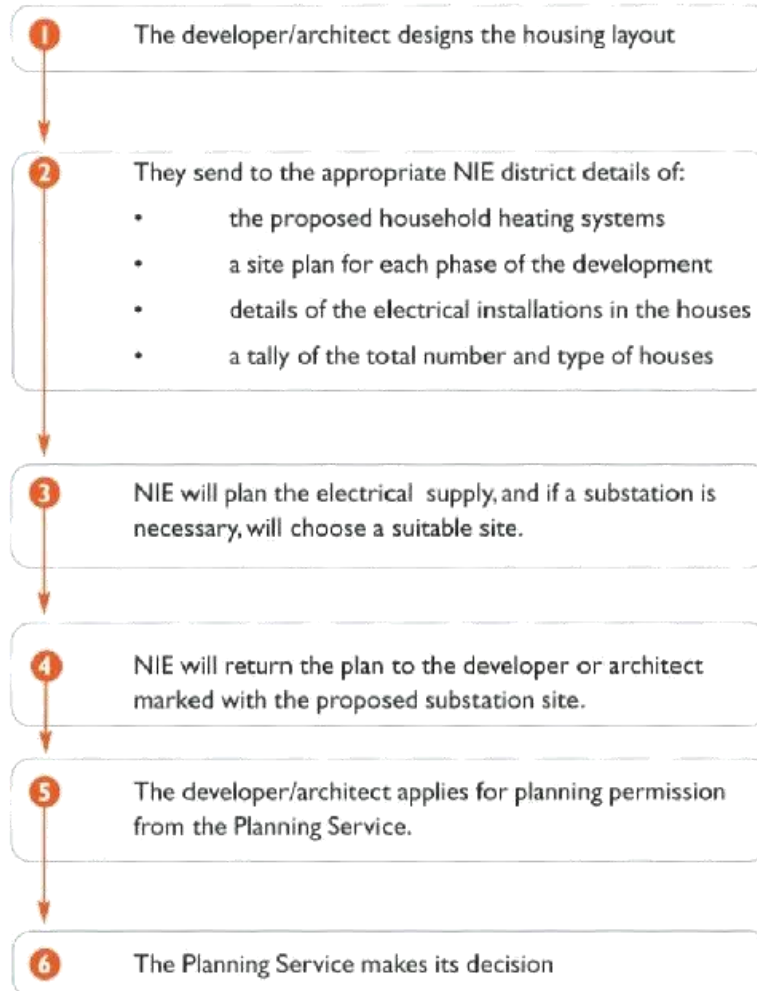 1 The developer/architect designs the housing layout
2 They send to the appropriate NIE district details of:
• the proposed household heating systems
• a site plan for each phase of the development
• details of the electrical installations in the houses
• a tally of the total number and type of houses
3 NIE will plan the electrical supply, and if a substation is
necessary, will choose a suitable site.
4 NIE will return the plan to the developer or architect
marked with the proposed substation site.
5 The developer/architect applies for planning permission
from the Planning Service.
6 The Planning Service makes its decision